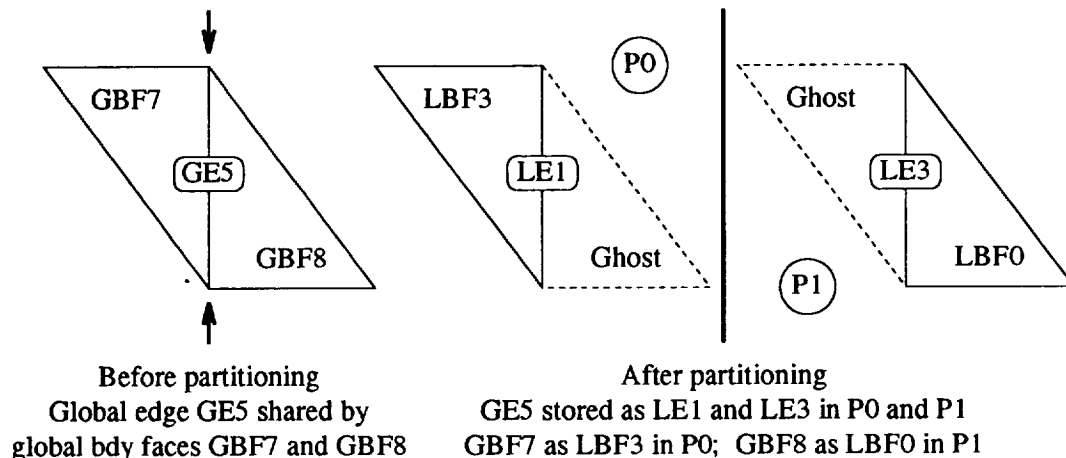 P0
GBF7
LBF3
Ghost
GE5
LE1
LE3
GBF8
Ghost
LBF0
P1
Before partitioning
Global edge GE5 shared by
global bdy faces GBF7 and GBF8
After partitioning
GE5 stored as LE1 and LE3 in P0 and P1
GBF7 as LBF3 in P0; GBF8 as LBF0 in P1